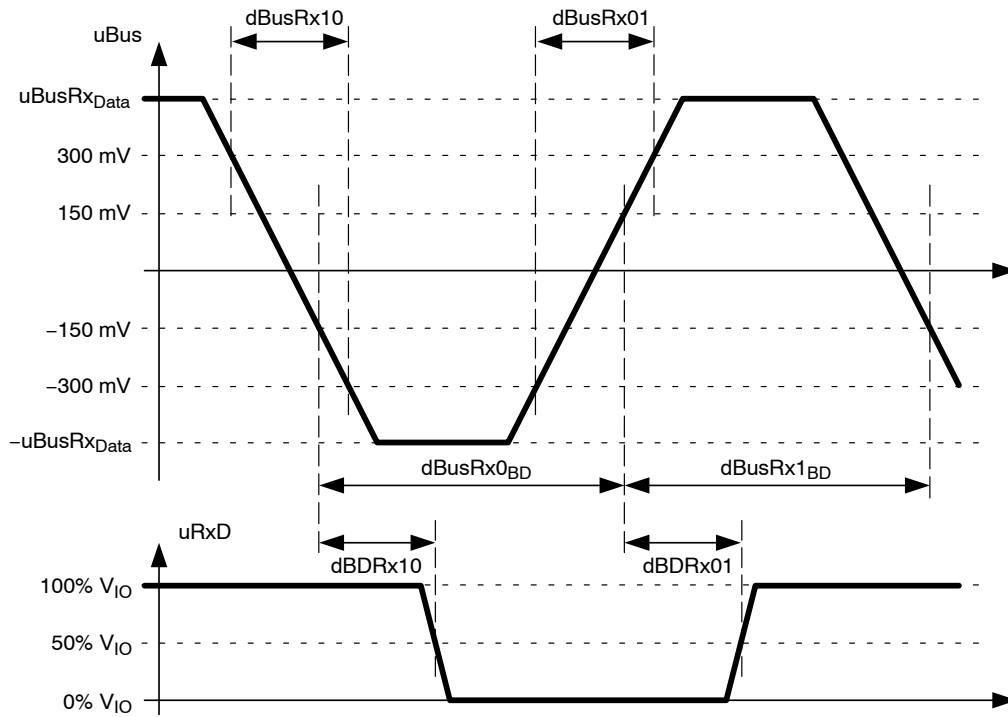 dBusRx10 dBusRx01
uBus
uBusRxData
300 mV
150 mV
–150 mV
–300 mV
–uBusRxData
dBusRx0BD dBusRx1BD
uRxD
dBDRx10 dBDRx01
100% VIO
50% VIO
0% VIO